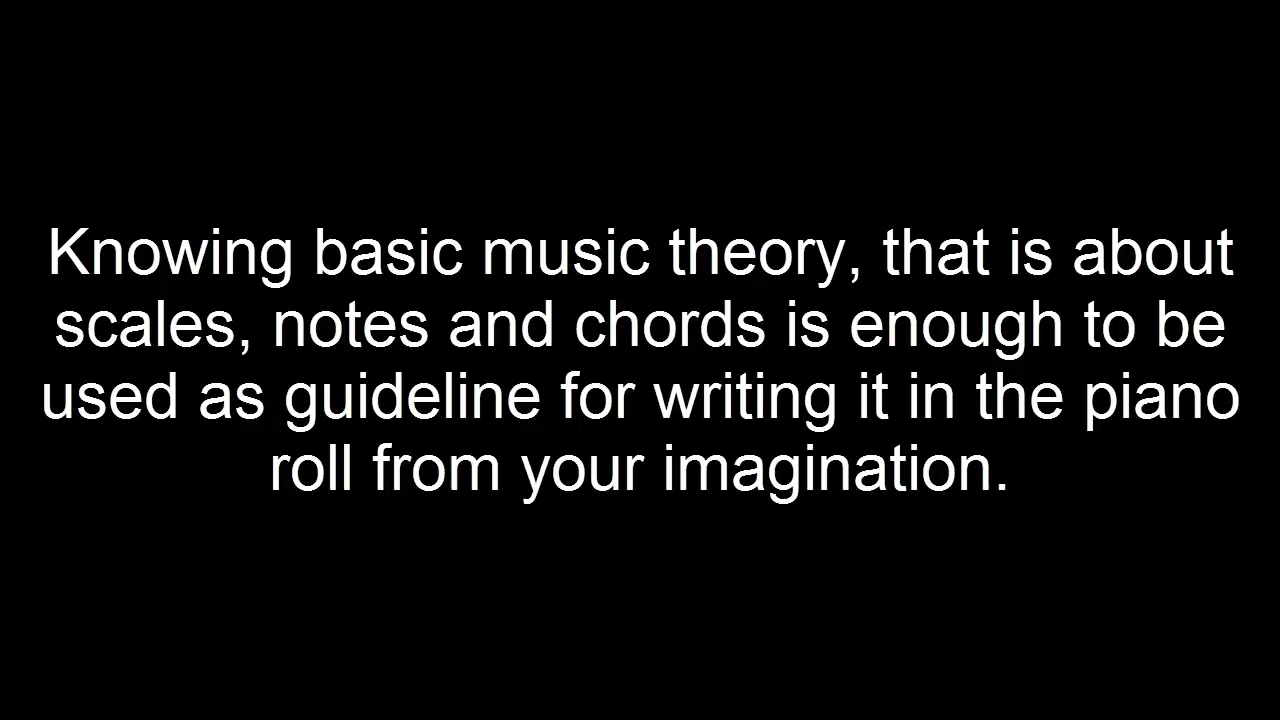 Knowing basic music theory, that is about
scales, notes and chords is enough to be
used as guideline for writing it in the piano
roll from your imagination.